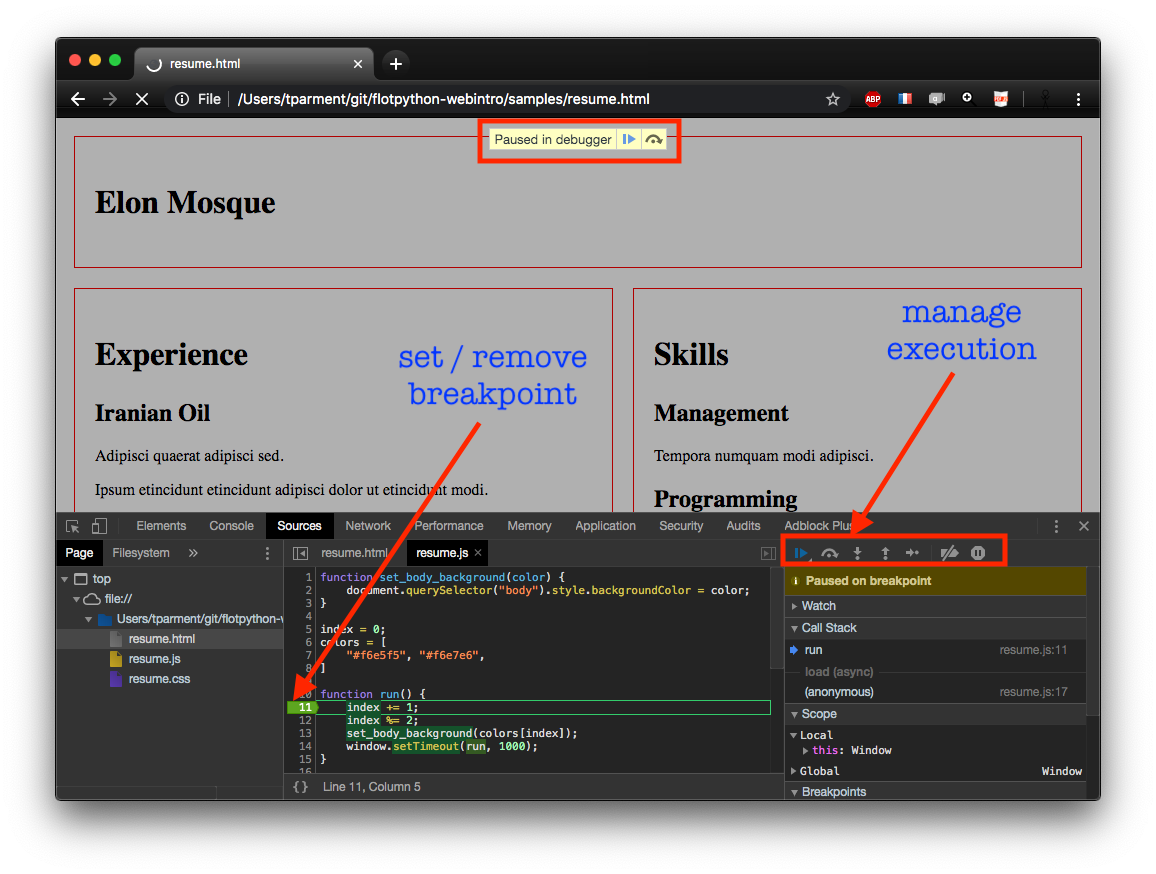 resume.html
File
/Users/tparment/git/flotpython-webintro/samples/resume.html
ABP
Paused in debugger
Elon Mosque
Experience
Iranian Oil
Adipisci quaerat adipisci sed.
Ipsum etincidunt etincidunt adipisci dolor ut etincidunt modi.
set / remove
breakpoint
Skills
Management
Tempora numquam modi adipisci.
Programming
manage
execution
Elements Console Sources Network Performance Memory Application Security Audits Adblock Plus
Page Filesystem »
top
file://
Users/tparment/git/flotpython-
resume.html
resume.js
resume.css
resume.html resume.js ×
1 function set_body_background(color) {
2 document.querySelector("body").style.backgroundColor = color;
3 }
4
5 index = 0;
6 colors = [
7 "#f6e5f5", "#f6e7e6",
8 ]
10 function run() {
11 index += 1;
12 index %= 2;
13 set_body_background(colors[index]);
14 window.setTimeout(run, 1000);
15 }
16
{} Line 11, Column 5
Paused on breakpoint
Watch
Call Stack
run resume.js:11
load (async)
(anonymous) resume.js:17
Scope
Local
this: Window
Global Window
Breakpoints